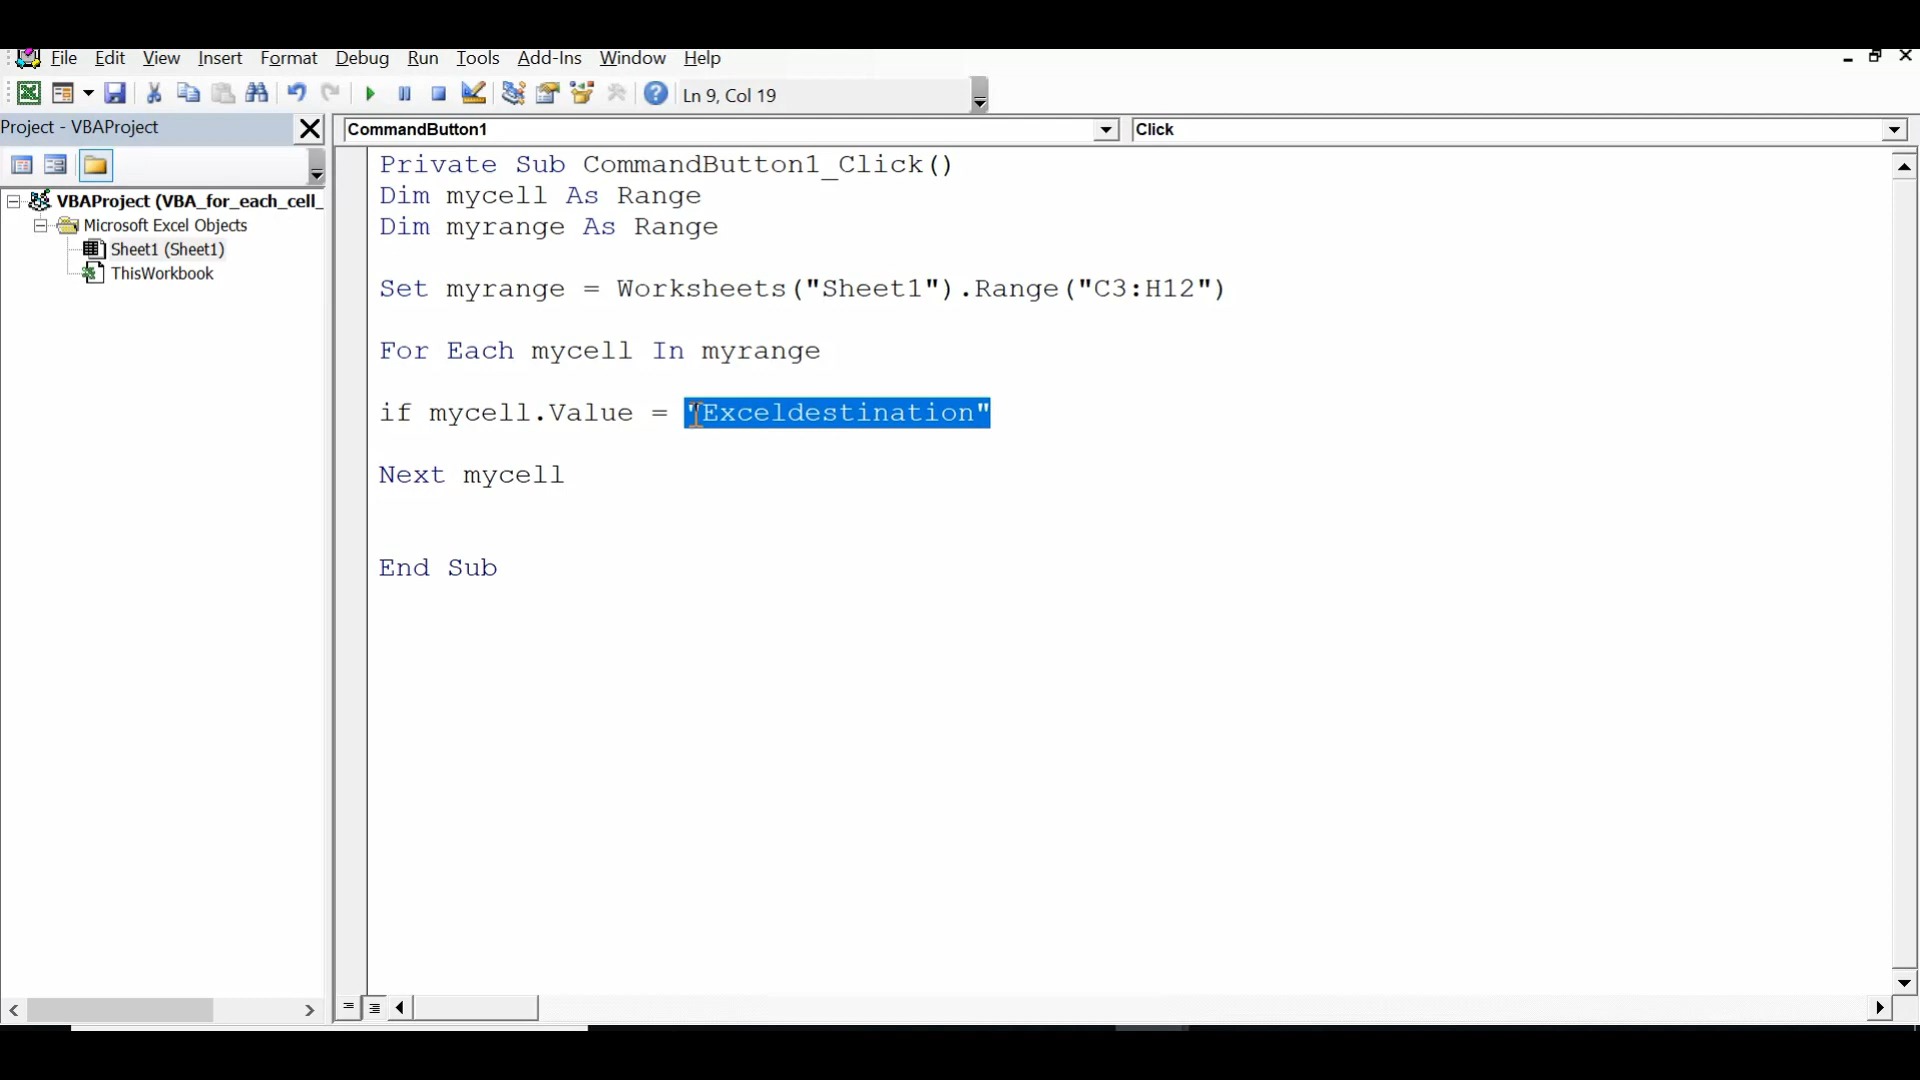 File Edit View Insert Format Debug Run Tools Add-Ins Window Help
Ln 9, Col 19
Project - VBAProject
CommandButton1
Click
VBAProject (VBA_for_each_cell_
Microsoft Excel Objects
Sheet1 (Sheet1)
ThisWorkbook
Private Sub CommandButton1_Click()
Dim mycell As Range
Dim myrange As Range
Set myrange = Worksheets("Sheet1").Range("C3:H12")
For Each mycell In myrange
if mycell.Value = "Exceldestination"
Next mycell
End Sub